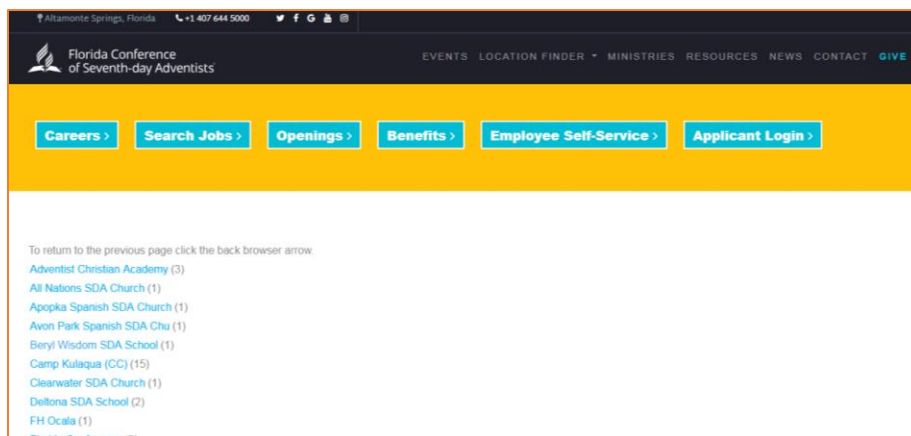 Altamonte Springs, Florida +1 407 644 5000
Florida Conference
of Seventh-day Adventists
EVENTS LOCATION FINDER MINISTRIES RESOURCES NEWS CONTACT GIVE
Careers > Search Jobs > Openings > Benefits > Employee Self-Service > Applicant Login >
To return to the previous page click the back browser arrow.
Adventist Christian Academy (3)
All Nations SDA Church (1)
Apopka Spanish SDA Church (1)
Avon Park Spanish SDA Chu (1)
Beryl Wisdom SDA School (1)
Camp Kulaqua (CC) (15)
Clearwater SDA Church (1)
Deltona SDA School (2)
FH Ocala (1)